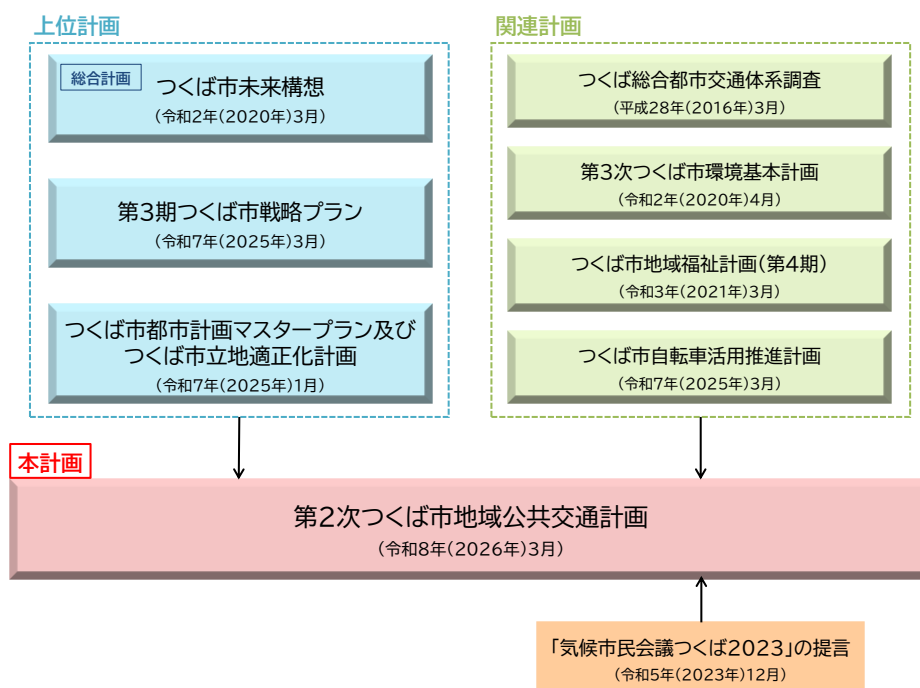 上位計画
総合計画
つくば市未来構想
(令和2年(2020年)3月)
第3期つくば市戦略プラン
(令和7年(2025年)3月)
つくば市都市計画マスタープラン及び
つくば市立地適正化計画
(令和7年(2025年)1月)
関連計画
つくば総合都市交通体系調査
(平成28年(2016年)3月)
第3次つくば市環境基本計画
(令和2年(2020年)4月)
つくば市地域福祉計画(第4期)
(令和3年(2021年)3月)
つくば市自転車活用推進計画
(令和7年(2025年)3月)
本計画
第2次つくば市地域公共交通計画
(令和8年(2026年)3月)
「気候市民会議つくば2023」の提言
(令和5年(2023年)12月)